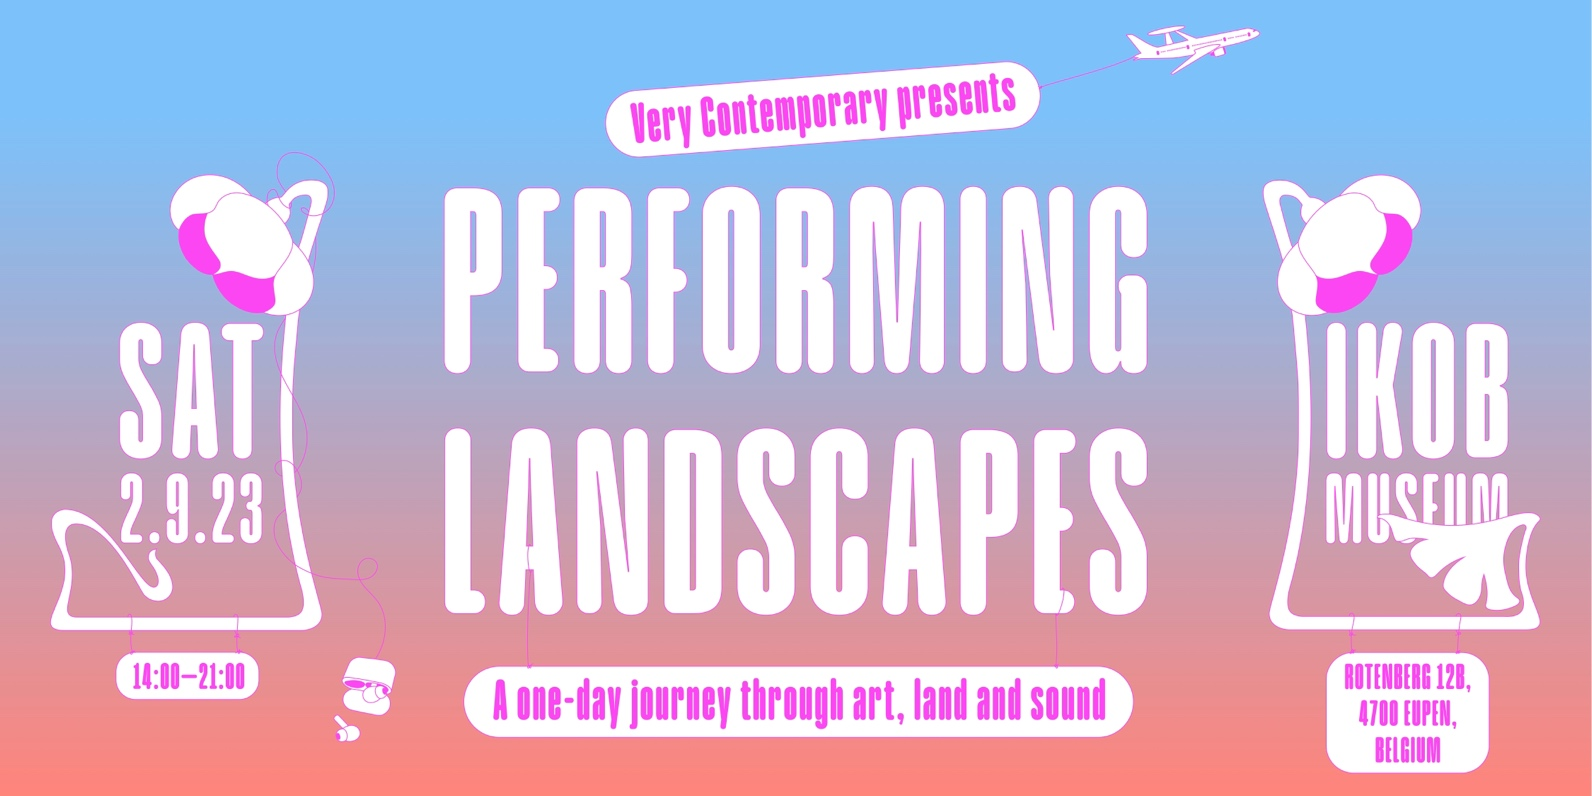 Very Contemporary presents
PERFORMING
LANDSCAPES
A one-day journey through art, land and sound
SAT
2.9.23
14:00—21:00
IKOB
MUSEUM
ROTENBERG 12B,
4700 EUPEN,
BELGIUM